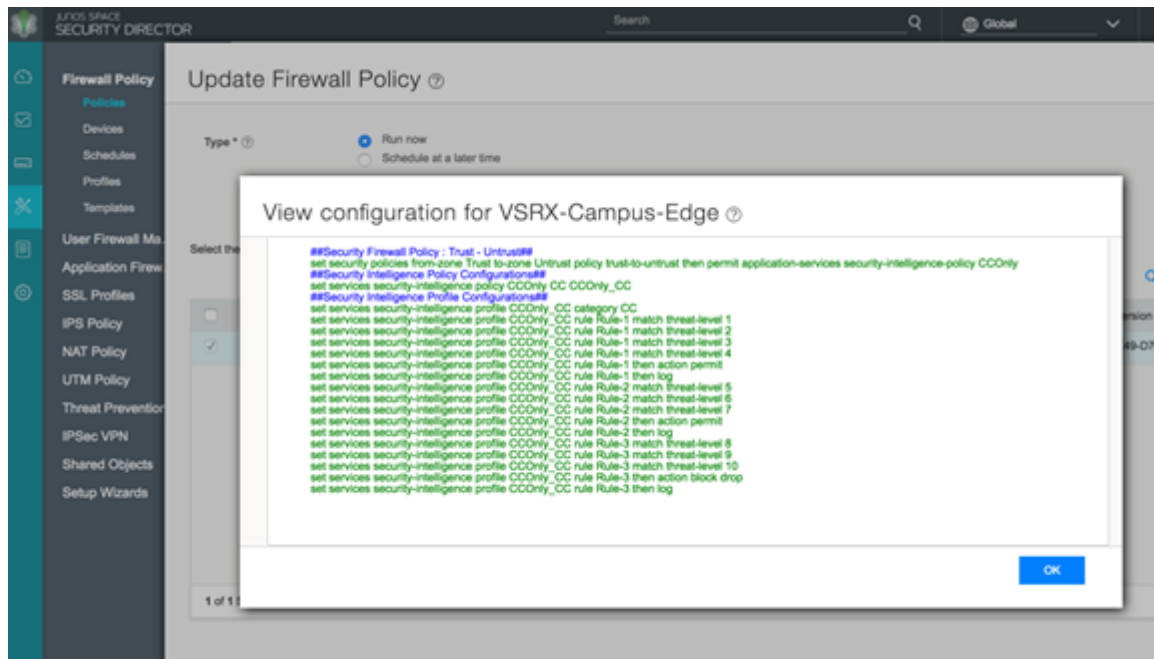 JUNOS SPACE
SECURITY DIRECTOR
Search
Global
Firewall Policy
Policies
Devices
Schedules
Profiles
Templates
User Firewall Ma..
Application Firew..
SSL Profiles
IPS Policy
NAT Policy
UTM Policy
Threat Prevention
IPSec VPN
Shared Objects
Setup Wizards
Update Firewall Policy
Type *
Run now
Schedule at a later time
Select the
View configuration for VSRX-Campus-Edge
##Security Firewall Policy : Trust - Untrust##
set security policies from-zone Trust to-zone Untrust policy trust-to-untrust then permit application-services security-intelligence-policy CCOnly
##Security Intelligence Policy Configurations##
set services security-intelligence policy CCOnly CC CCOnly_CC
##Security Intelligence Profile Configurations##
set services security-intelligence profile CCOnly_CC category CC
set services security-intelligence profile CCOnly_CC rule Rule-1 match threat-level 1
set services security-intelligence profile CCOnly_CC rule Rule-1 match threat-level 2
set services security-intelligence profile CCOnly_CC rule Rule-1 match threat-level 3
set services security-intelligence profile CCOnly_CC rule Rule-1 match threat-level 4
set services security-intelligence profile CCOnly_CC rule Rule-1 then action permit
set services security-intelligence profile CCOnly_CC rule Rule-1 then log
set services security-intelligence profile CCOnly_CC rule Rule-2 match threat-level 5
set services security-intelligence profile CCOnly_CC rule Rule-2 match threat-level 6
set services security-intelligence profile CCOnly_CC rule Rule-2 match threat-level 7
set services security-intelligence profile CCOnly_CC rule Rule-2 then action permit
set services security-intelligence profile CCOnly_CC rule Rule-2 then log
set services security-intelligence profile CCOnly_CC rule Rule-3 match threat-level 8
set services security-intelligence profile CCOnly_CC rule Rule-3 match threat-level 9
set services security-intelligence profile CCOnly_CC rule Rule-3 match threat-level 10
set services security-intelligence profile CCOnly_CC rule Rule-3 then action block drop
set services security-intelligence profile CCOnly_CC rule Rule-3 then log
ersion
49-D7
OK
1 of 1